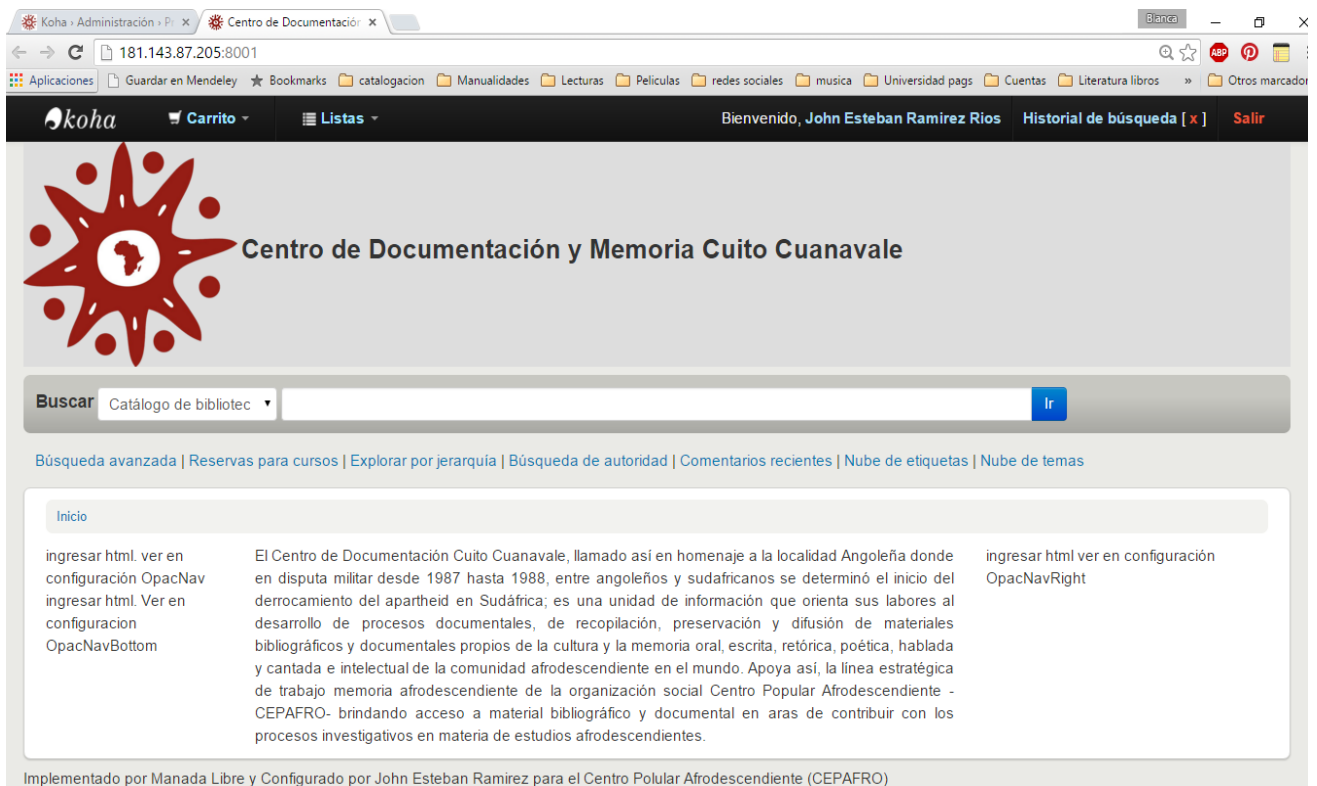 Koha › Administración › Pr
Centro de Documentación
Blanca
181.143.87.205:8001
ABP
Aplicaciones Guardar en Mendeley Bookmarks catalogacion Manualidades Lecturas Peliculas redes sociales musica Universidad pags Cuentas Literatura libros » Otros marcador
koha Carrito Listas Bienvenido, John Esteban Ramirez Rios Historial de búsqueda [ x ] Salir
Centro de Documentación y Memoria Cuito Cuanavale
Buscar Catálogo de bibliotec Ir
Búsqueda avanzada | Reservas para cursos | Explorar por jerarquía | Búsqueda de autoridad | Comentarios recientes | Nube de etiquetas | Nube de temas
Inicio
ingresar html. ver en
configuración OpacNav
ingresar html. Ver en
configuracion
OpacNavBottom
El Centro de Documentación Cuito Cuanavale, llamado así en homenaje a la localidad Angoleña donde
en disputa militar desde 1987 hasta 1988, entre angoleños y sudafricanos se determinó el inicio del
derrocamiento del apartheid en Sudáfrica; es una unidad de información que orienta sus labores al
desarrollo de procesos documentales, de recopilación, preservación y difusión de materiales
bibliográficos y documentales propios de la cultura y la memoria oral, escrita, retórica, poética, hablada
y cantada e intelectual de la comunidad afrodescendiente en el mundo. Apoya así, la línea estratégica
de trabajo memoria afrodescendiente de la organización social Centro Popular Afrodescendiente -
CEPAFRO- brindando acceso a material bibliográfico y documental en aras de contribuir con los
procesos investigativos en materia de estudios afrodescendientes.
ingresar html ver en configuración
OpacNavRight
Implementado por Manada Libre y Configurado por John Esteban Ramirez para el Centro Polular Afrodescendiente (CEPAFRO)